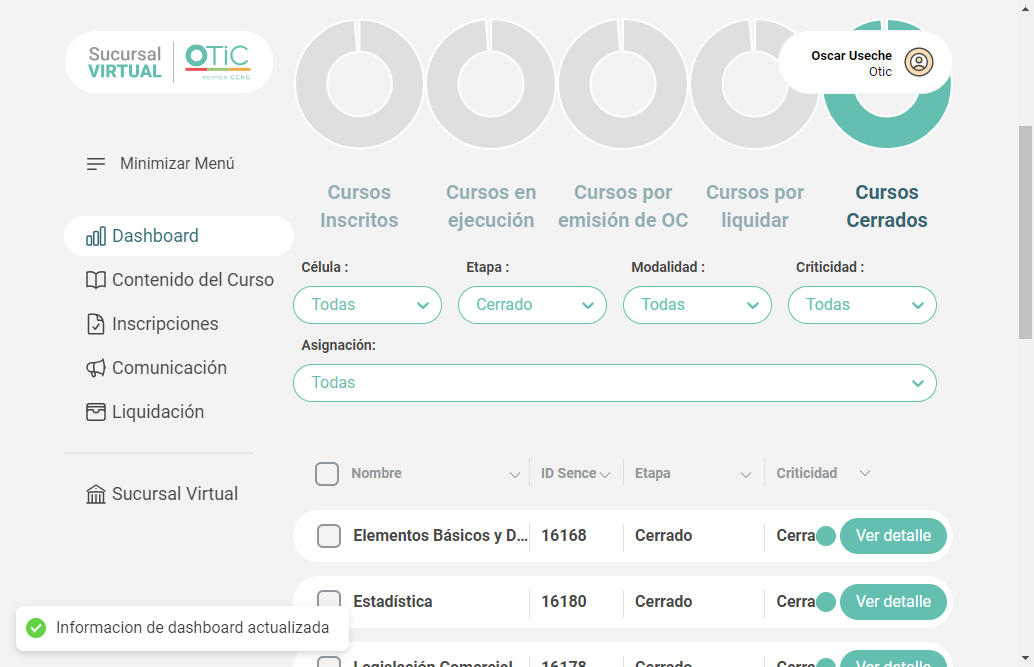 Sucursal
VIRTUAL
OTiC
somos CChC
Oscar Useche
Otic
Minimizar Menú
Dashboard
Contenido del Curso
Inscripciones
Comunicación
Liquidación
Sucursal Virtual
Cursos
Inscritos
Cursos en
ejecución
Cursos por
emisión de OC
Cursos por
liquidar
Cursos
Cerrados
Célula :
Etapa :
Modalidad :
Criticidad :
Todas
Cerrado
Todas
Todas
Asignación:
Todas
Nombre
ID Sence
Etapa
Criticidad
Elementos Básicos y D...
16168
Cerrado
Cerra
Ver detalle
Estadística
16180
Cerrado
Cerra
Ver detalle
Legislación Comercial
16178
Cerrado
Cerra
Ver detalle
Informacion de dashboard actualizada